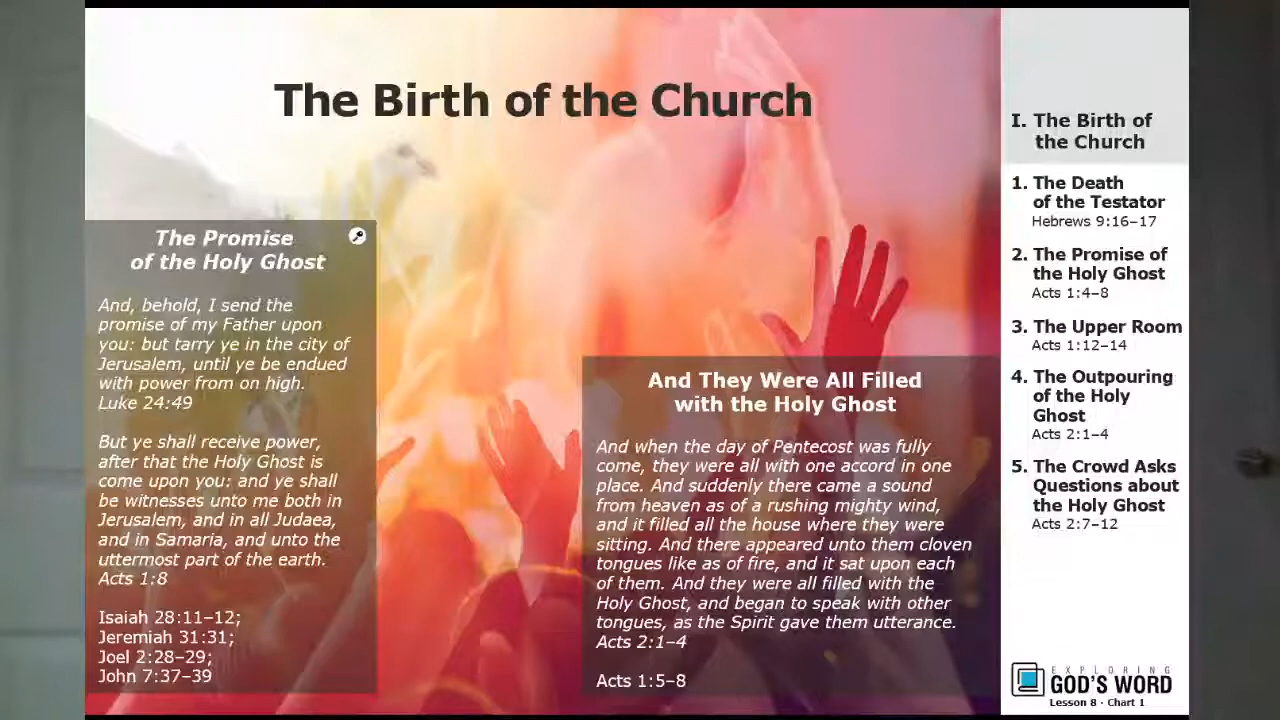 The Birth of the Church
The Promise
of the Holy Ghost
And, behold, I send the
promise of my Father upon
you: but tarry ye in the city of
Jerusalem, until ye be endued
with power from on high.
Luke 24:49
But ye shall receive power,
after that the Holy Ghost is
come upon you: and ye shall
be witnesses unto me both in
Jerusalem, and in all Judaea,
and in Samaria, and unto the
uttermost part of the earth.
Acts 1:8
Isaiah 28:11–12;
Jeremiah 31:31;
Joel 2:28–29;
John 7:37–39
And They Were All Filled
with the Holy Ghost
And when the day of Pentecost was fully
come, they were all with one accord in one
place. And suddenly there came a sound
from heaven as of a rushing mighty wind,
and it filled all the house where they were
sitting. And there appeared unto them cloven
tongues like as of fire, and it sat upon each
of them. And they were all filled with the
Holy Ghost, and began to speak with other
tongues, as the Spirit gave them utterance.
Acts 2:1–4
Acts 1:5–8
I. The Birth of
the Church
1. The Death
of the Testator
Hebrews 9:16–17
2. The Promise of
the Holy Ghost
Acts 1:4–8
3. The Upper Room
Acts 1:12–14
4. The Outpouring
of the Holy
Ghost
Acts 2:1–4
5. The Crowd Asks
Questions about
the Holy Ghost
Acts 2:7–12
EXPLORING
GOD'S WORD
Lesson 8 · Chart 1